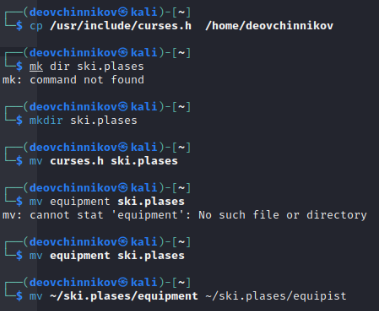 ┌──(deovchinnikov㉿kali)-[~]
└─$ cp /usr/include/curses.h  /home/deovchinnikov
┌──(deovchinnikov㉿kali)-[~]
└─$ mk dir ski.plases
mk: command not found
┌──(deovchinnikov㉿kali)-[~]
└─$ mkdir ski.plases
┌──(deovchinnikov㉿kali)-[~]
└─$ mv curses.h ski.plases
┌──(deovchinnikov㉿kali)-[~]
└─$ mv equipment ski.plases
mv: cannot stat 'equipment': No such file or directory
┌──(deovchinnikov㉿kali)-[~]
└─$ mv equipment ski.plases
┌──(deovchinnikov㉿kali)-[~]
└─$ mv ~/ski.plases/equipment ~/ski.plases/equipist